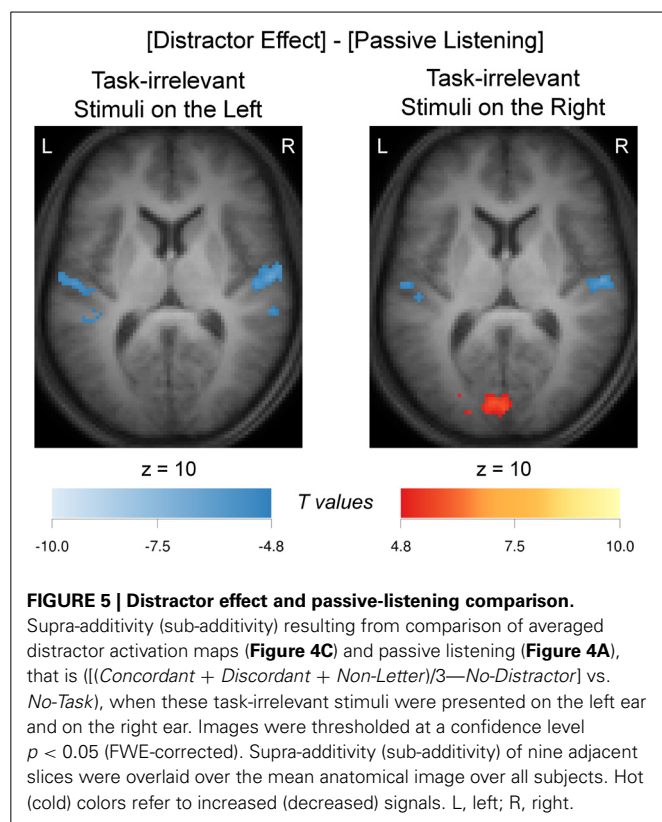 [Distractor Effect] - [Passive Listening]
Task-irrelevant
Stimuli on the Left
Task-irrelevant
Stimuli on the Right
L
R
L
R
z = 10
z = 10
T values
-10.0
-7.5
-4.8
4.8
7.5
10.0
FIGURE 5 | Distractor effect and passive-listening comparison.
Supra-additivity (sub-additivity) resulting from comparison of averaged
distractor activation maps (Figure 4C) and passive listening (Figure 4A),
that is ([(Concordant + Discordant + Non-Letter)/3—No-Distractor] vs.
No-Task), when these task-irrelevant stimuli were presented on the left ear
and on the right ear. Images were thresholded at a confidence level
p < 0.05 (FWE-corrected). Supra-additivity (sub-additivity) of nine adjacent
slices were overlaid over the mean anatomical image over all subjects. Hot
(cold) colors refer to increased (decreased) signals. L, left; R, right.